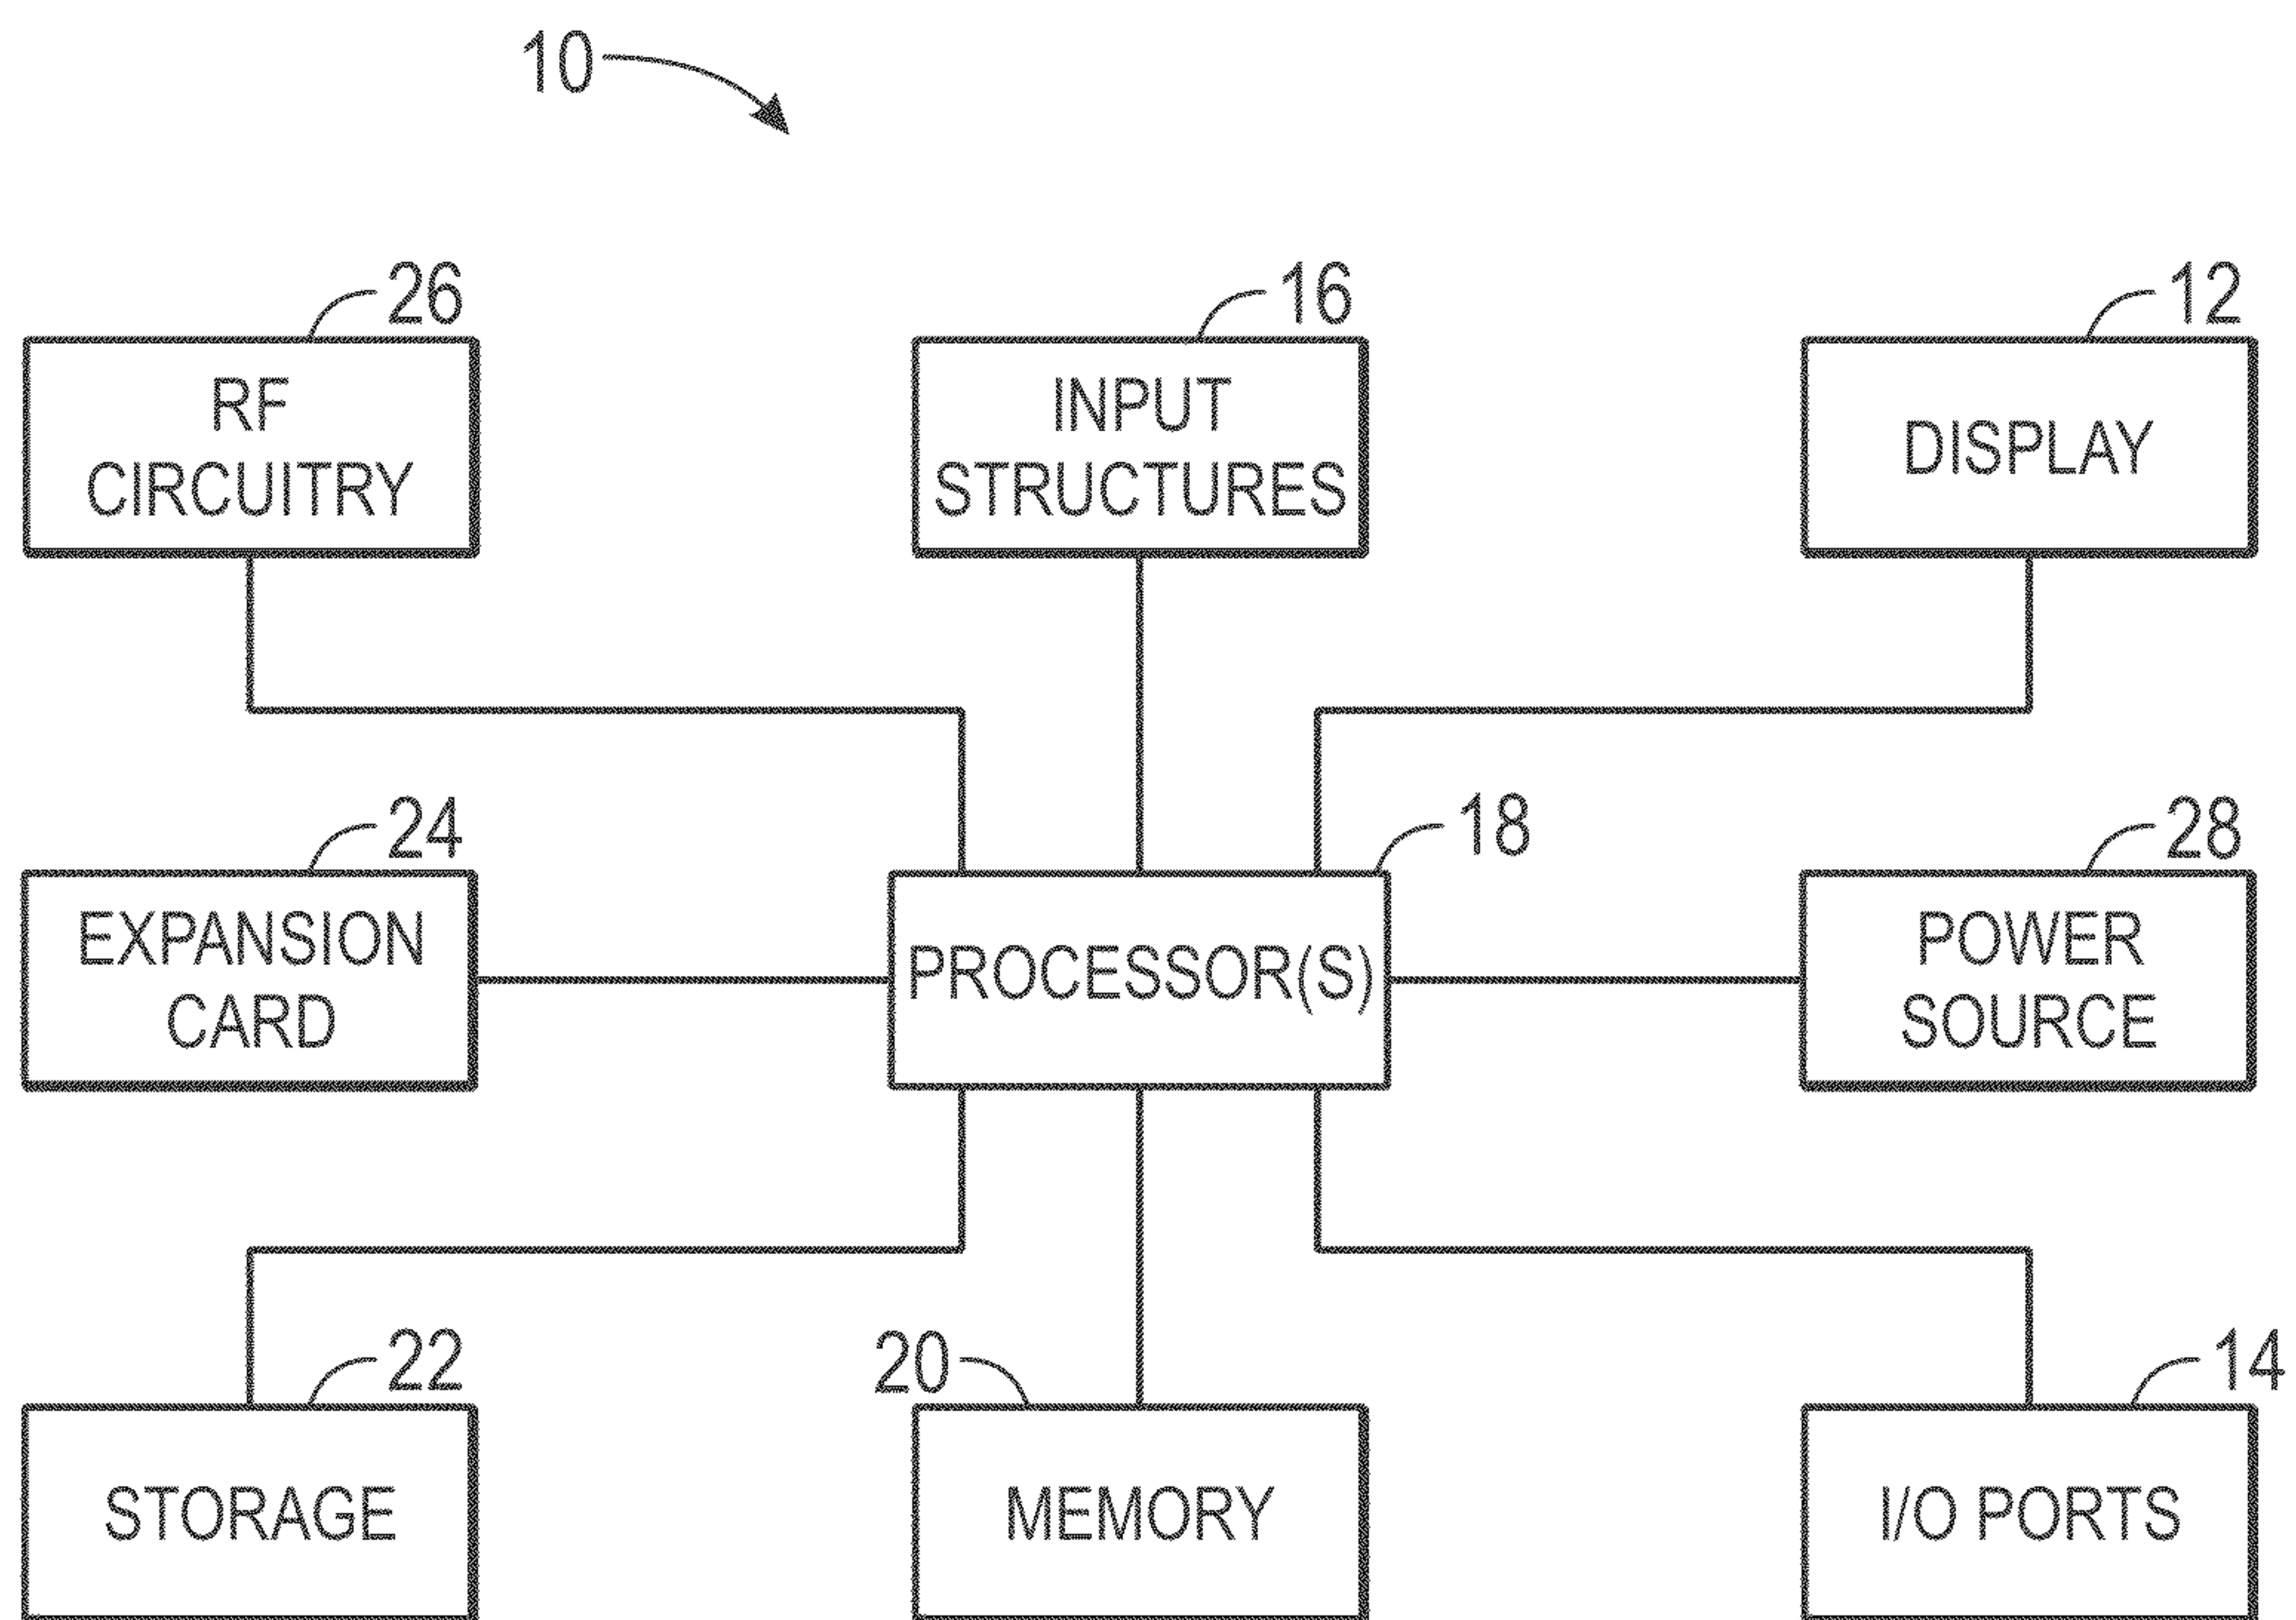 10
26
16
12
RF
CIRCUITRY
INPUT
STRUCTURES
DISPLAY
24
18
28
EXPANSION
CARD
PROCESSOR(S)
POWER
SOURCE
22
20
14
STORAGE
MEMORY
I/O PORTS